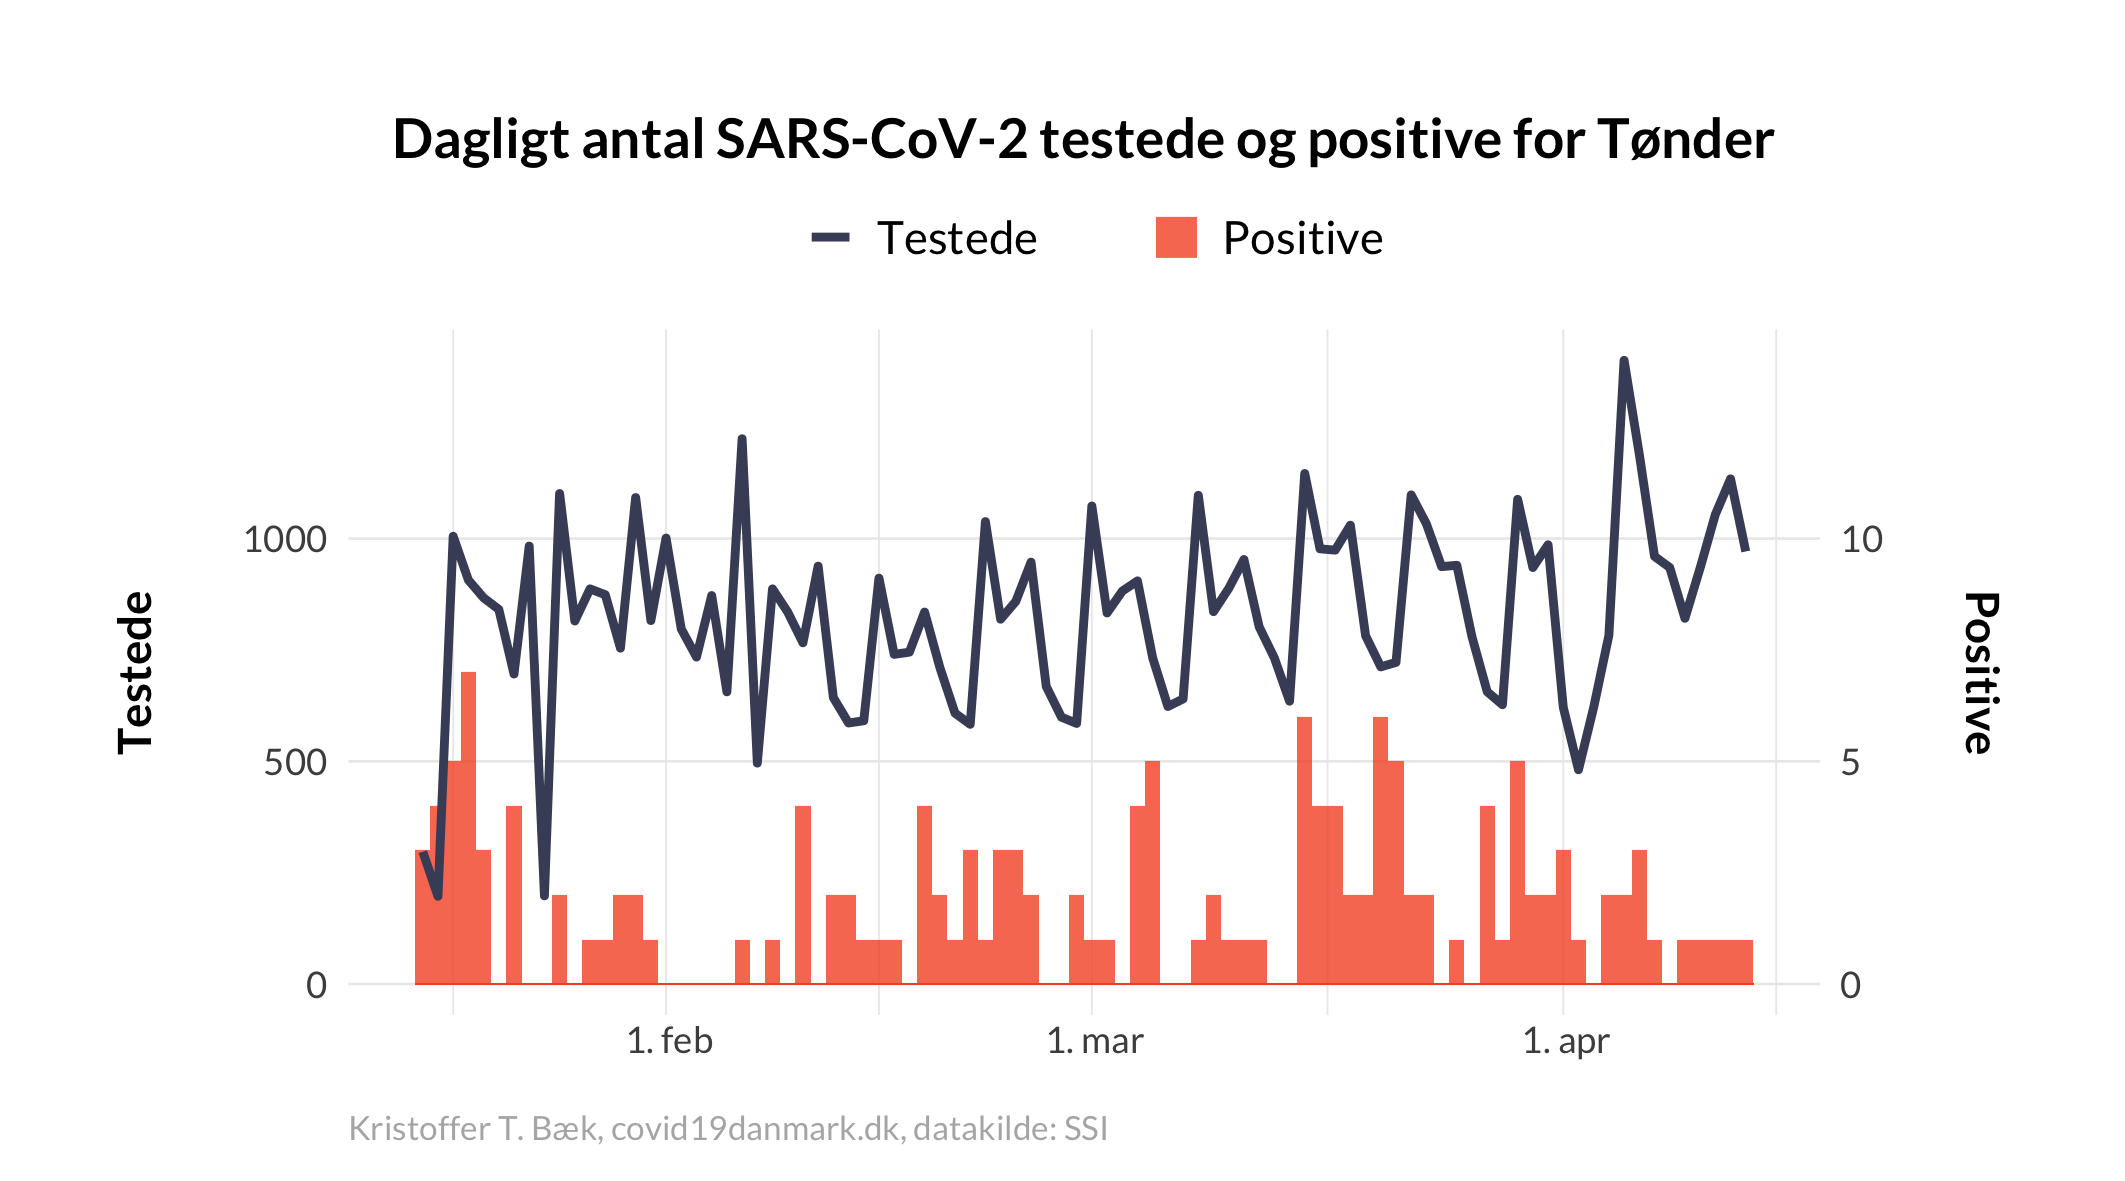 Dagligt antal SARS-CoV-2 testede og positive for Tønder
Testede Positive
Testede
1000
500
0
10
5
0
Positive
1. feb 1. mar 1. apr
Kristoffer T. Bæk, covid19danmark.dk, datakilde: SSI